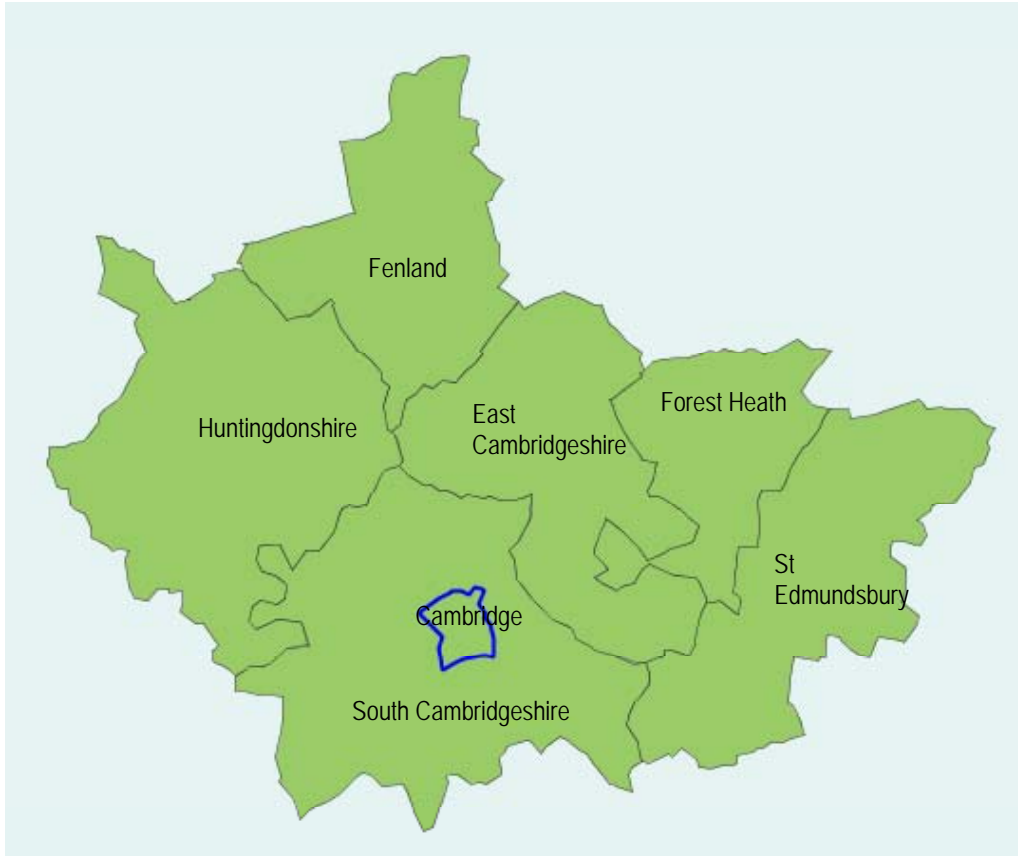 Fenland
Forest Heath
Huntingdonshire
East
Cambridgeshire
St
Edmundsbury
Cambridge
South Cambridgeshire